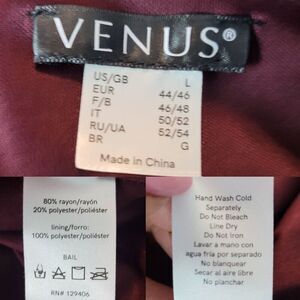 VENUS®
US/GB L
EUR 44/46
F/B 46/48
IT 50/52
RU/UA 52/54
BR G
Made in China
80% rayon/rayón
20% polyester/poliéster
lining/forro:
100% polyester/poliéster
BAIL
RN# 129406
Hand Wash Cold
Separately
Do Not Bleach
Line Dry
Do Not Iron
Lavar a mano con
agua fría por separado
No blanquear
Secar al aire libre
No planchar